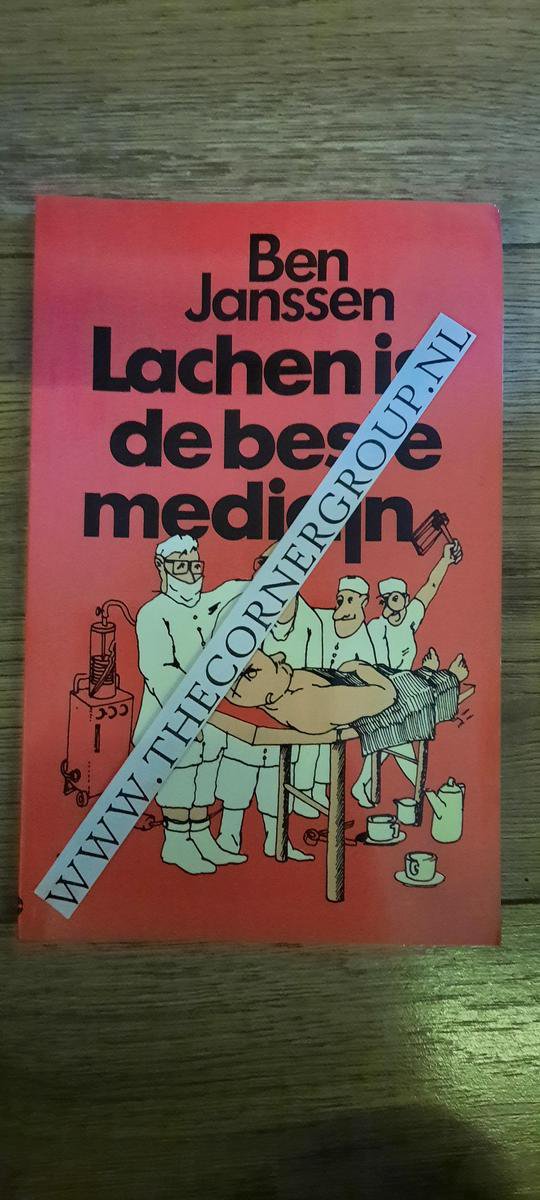 Ben
Janssen
Lachen is
de beste
medicijn
WWW.THECORNERGROUP.NL